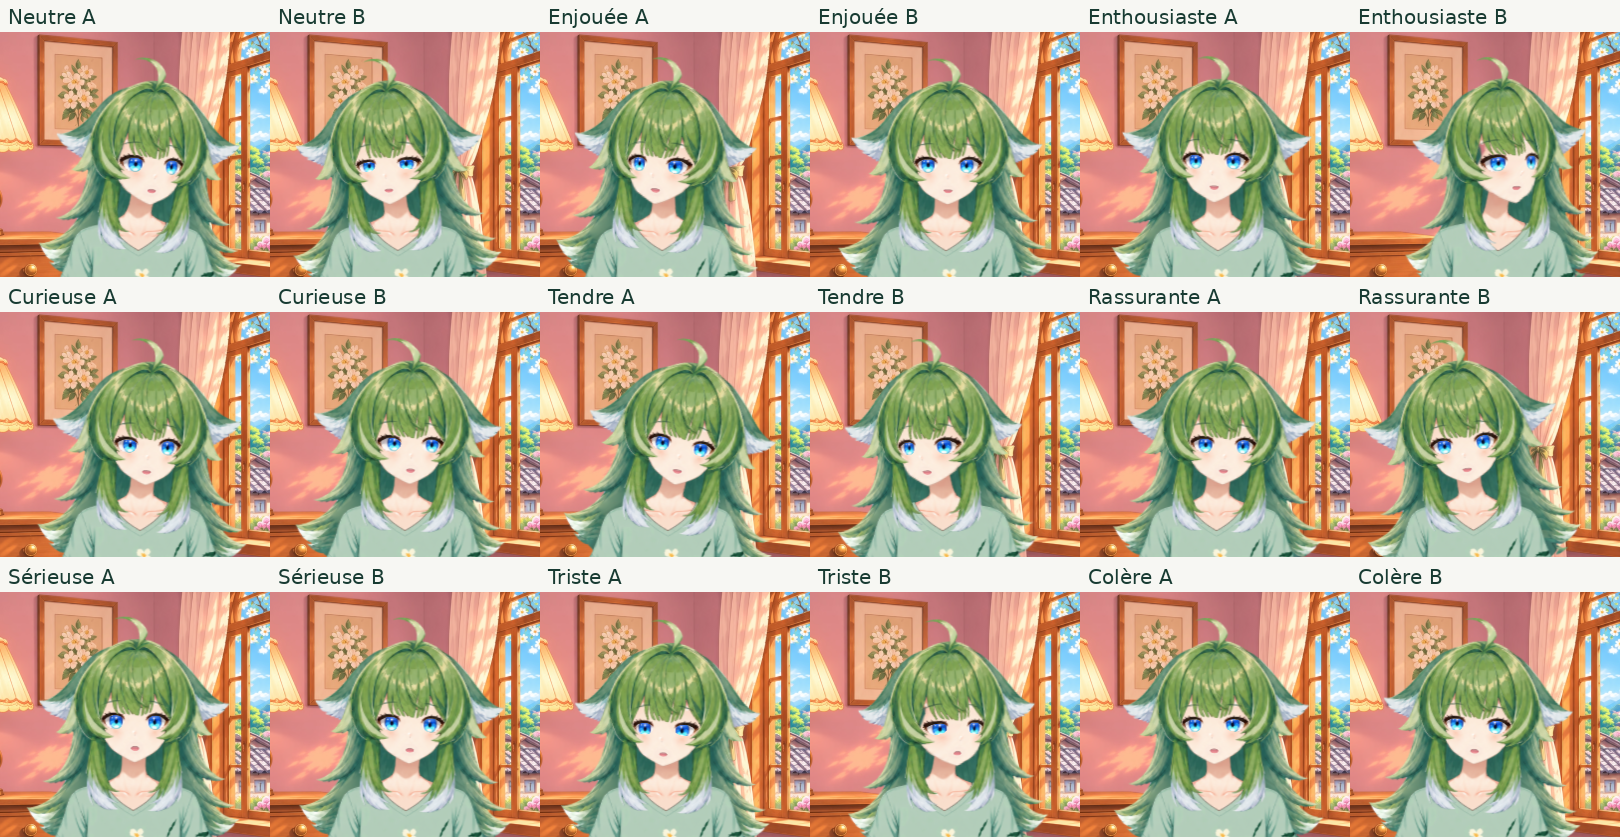 Neutre A
Neutre B
Enjouée A
Enjouée B
Enthousiaste A
Enthousiaste B
Curieuse A
Curieuse B
Tendre A
Tendre B
Rassurante A
Rassurante B
Sérieuse A
Sérieuse B
Triste A
Triste B
Colère A
Colère B